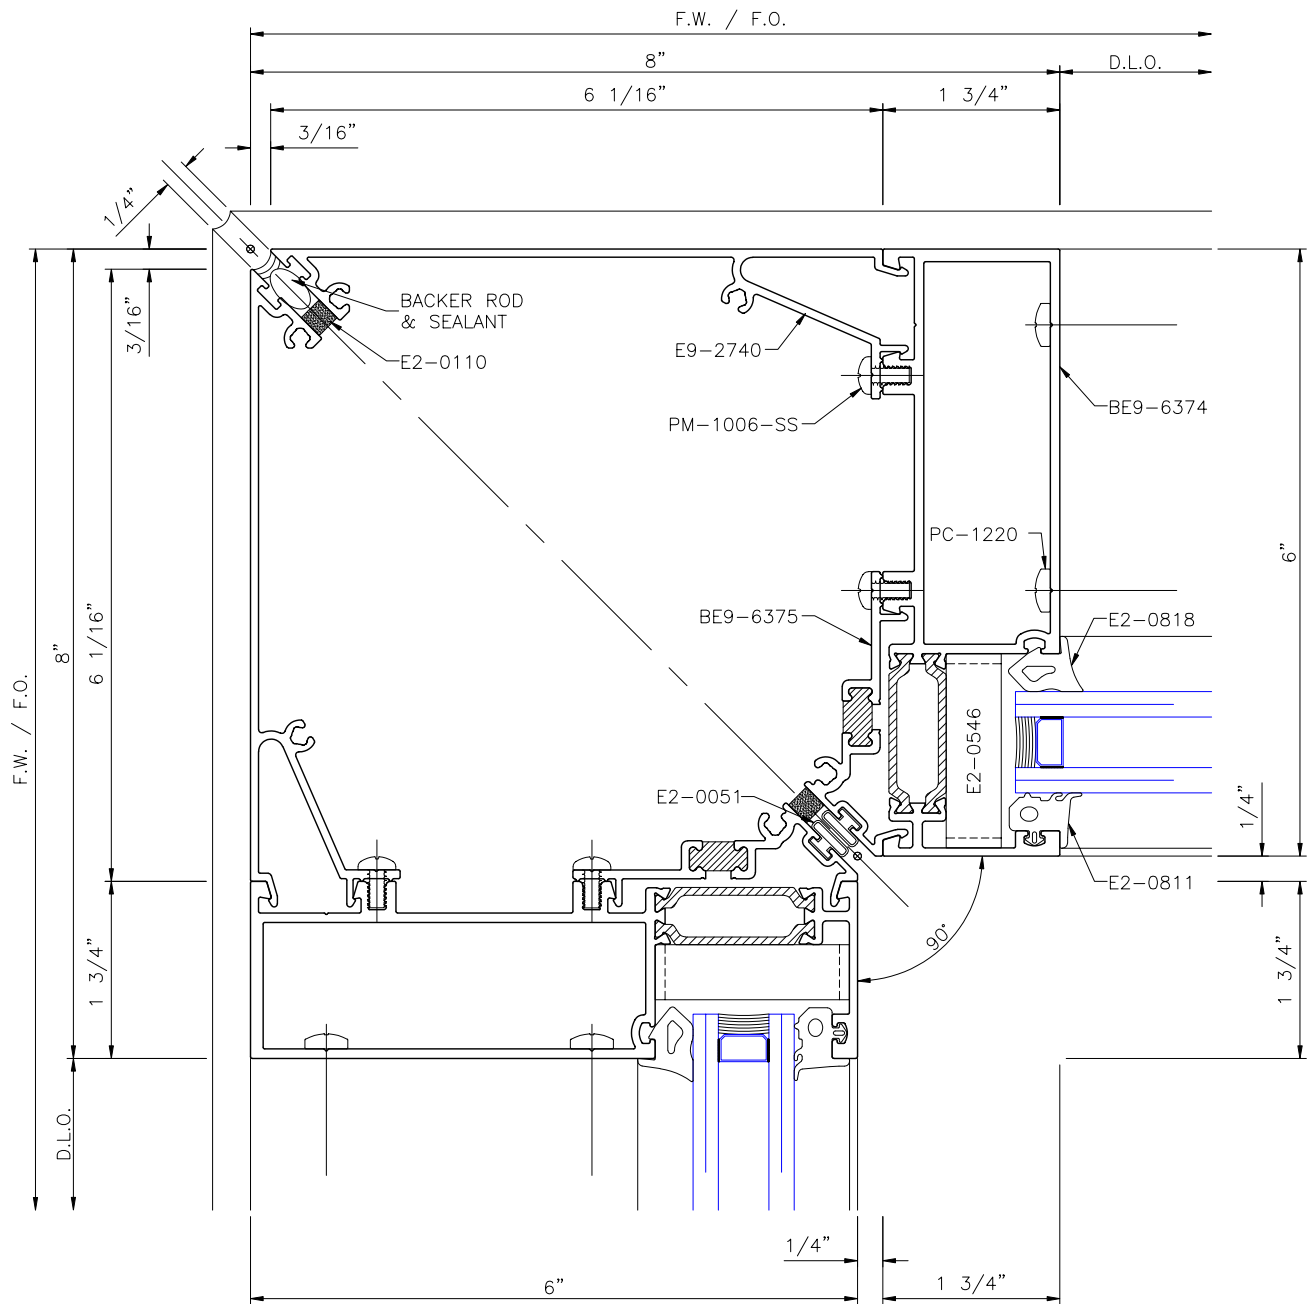 F.W. / F.O.
8"
D.L.O.
6 1/16"
1 3/4"
3/16"
1/4"
3/16"
BACKER ROD
& SEALANT
E2-0110
E9-2740
PM-1006-SS
BE9-6374
PC-1220
6"
BE9-6375
E2-0818
6 1/16"
8"
F.W. / F.O.
E2-0546
E2-0051
1/4"
E2-0811
90°
1 3/4"
1 3/4"
D.L.O.
1/4"
6"
1 3/4"